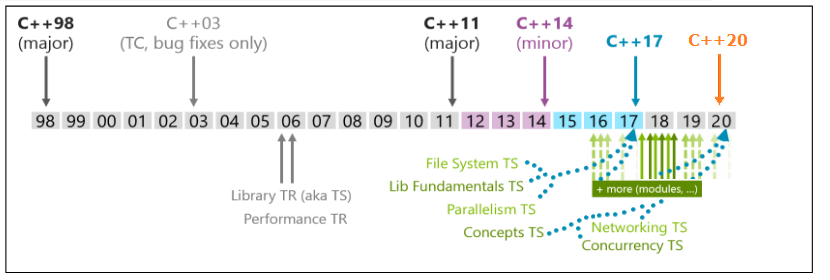 C++98
(major)
C++03
(TC, bug fixes only)
C++11
(major)
C++14
(minor)
C++17
C++20
98 99 00 01 02 03 04 05 06 07 08 09 10 11 12 13 14 15 16 17 18 19 20
File System TS
Lib Fundamentals TS
+ more (modules, ...)
Library TR (aka TS)
Parallelism TS
Performance TR
Concepts TS
Networking TS
Concurrency TS